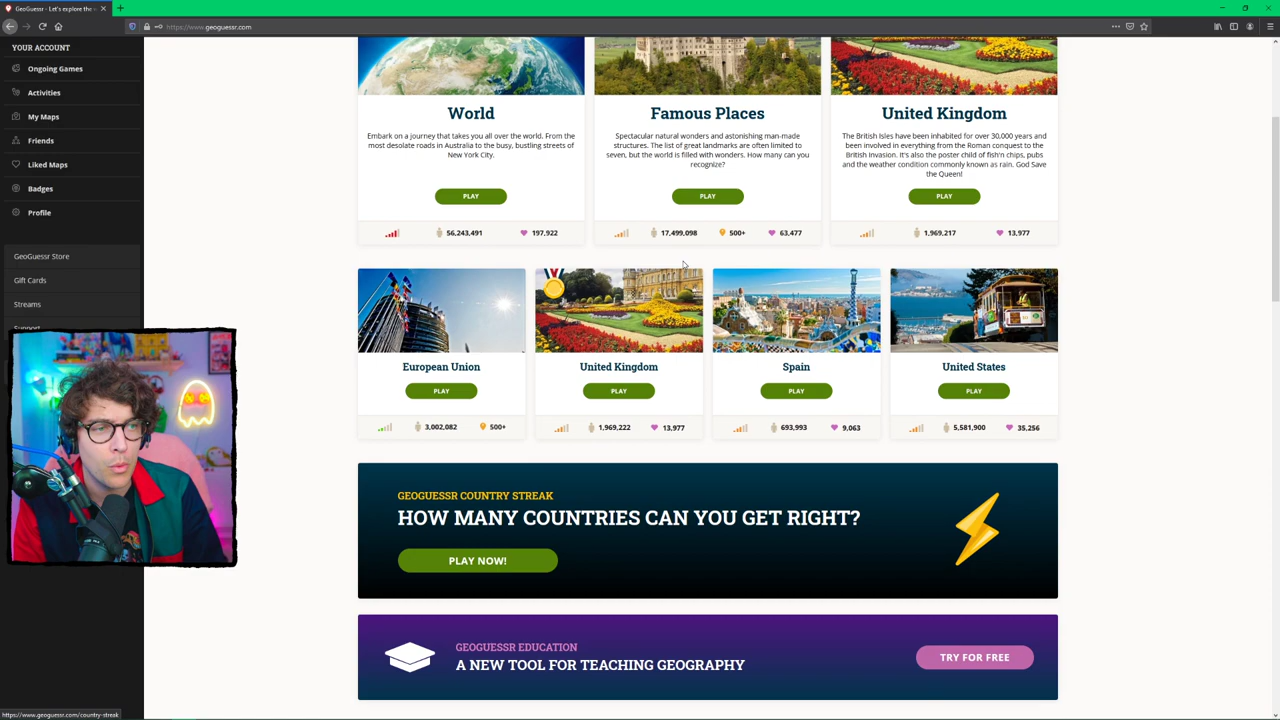 GeoGuessr - Let's explore the w
https://www.geoguessr.com
YOUR ACCOUNT
Ongoing Games
Activities
My Maps
Friends
Liked Maps
Badges
Profile
GeoGuessr Store
Gift Cards
Streams
Support
World
Embark on a journey that takes you all over the world. From the
most desolate roads in Australia to the busy, bustling streets of
New York City.
PLAY
56,243,491
197,922
Famous Places
Spectacular natural wonders and astonishing man-made
structures. The list of great landmarks are often limited to
seven, but the world is filled with wonders. How many can you
recognize?
PLAY
17,499,098
500+
63,477
United Kingdom
The British Isles have been inhabited for over 30,000 years and
been involved in everything from the Roman conquest to the
British Invasion. It's also the poster child of fish'n chips, pubs
and the weather condition commonly known as rain. God Save
the Queen!
PLAY
1,969,217
13,977
European Union
PLAY
3,002,082
500+
United Kingdom
PLAY
1,969,222
13,977
Spain
PLAY
693,993
9,063
United States
PLAY
5,581,900
35,256
GEOGUESSR COUNTRY STREAK
HOW MANY COUNTRIES CAN YOU GET RIGHT?
PLAY NOW!
GEOGUESSR EDUCATION
A NEW TOOL FOR TEACHING GEOGRAPHY
TRY FOR FREE
https://www.geoguessr.com/country-streak